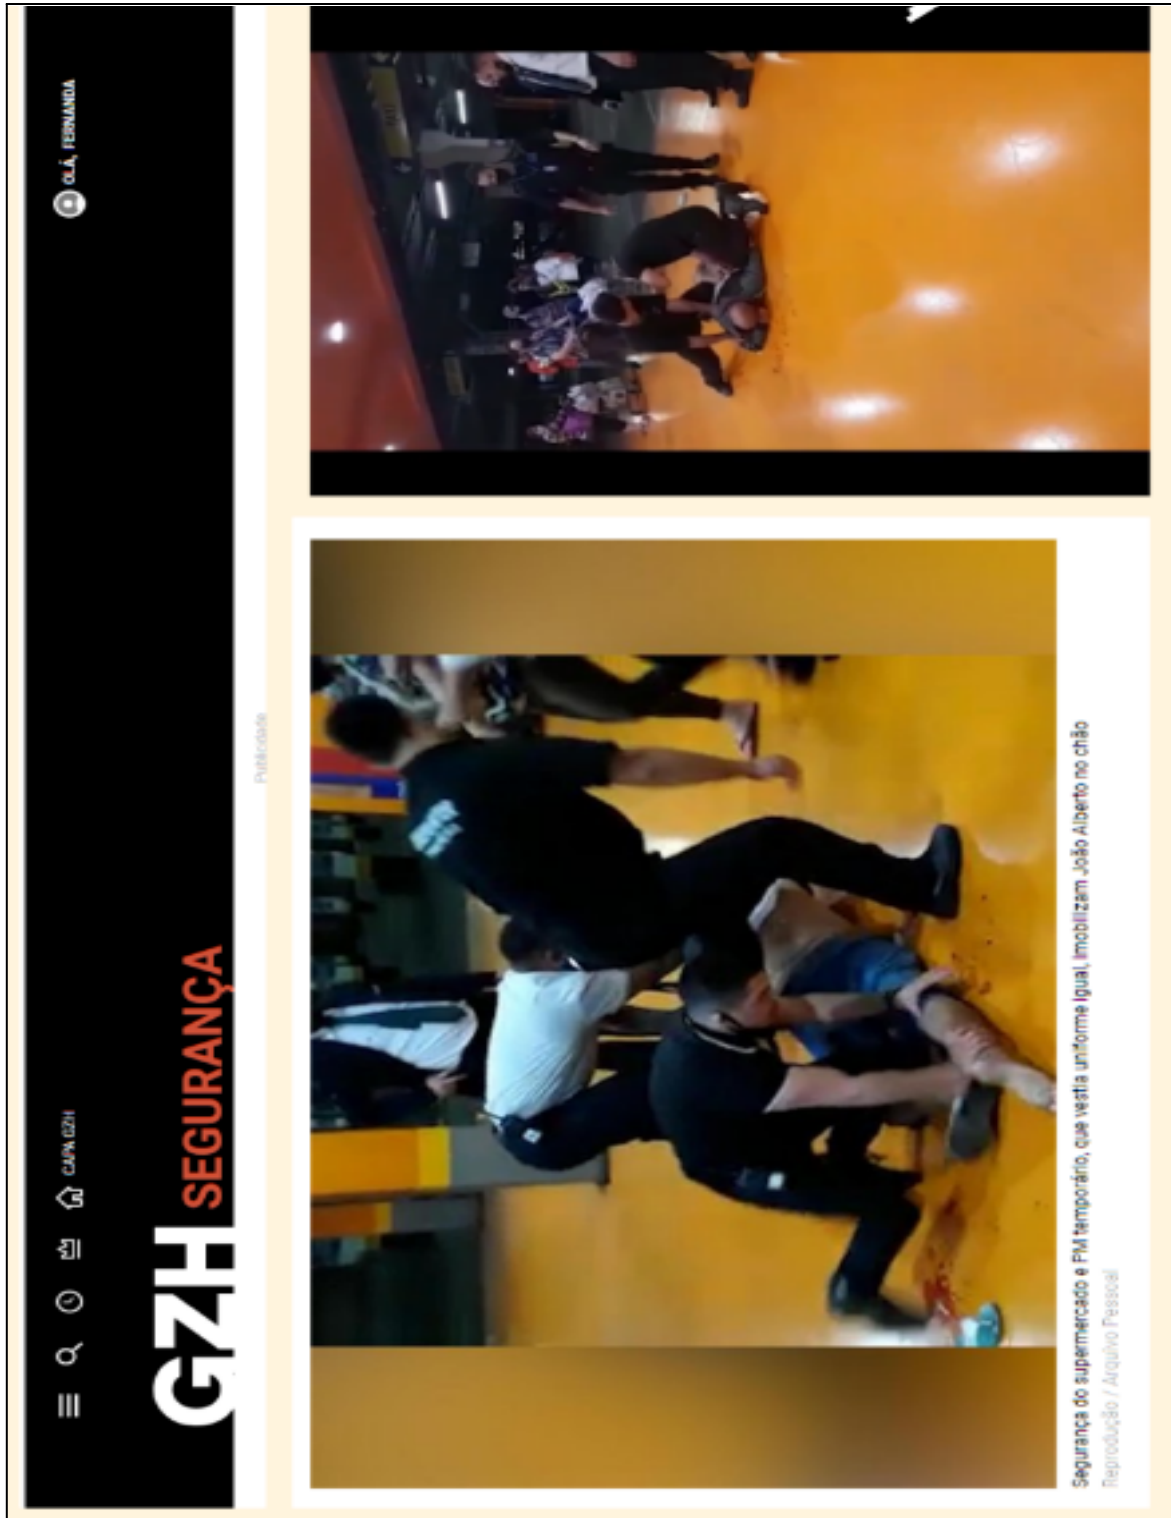 CAPA GZH
OLÁ, FERNANDA
GZH SEGURANÇA
Publicidade
Segurança do supermercado e PM temporário, que vestia uniforme igual, imobilizam João Alberto no chão
Reprodução / Arquivo Pessoal